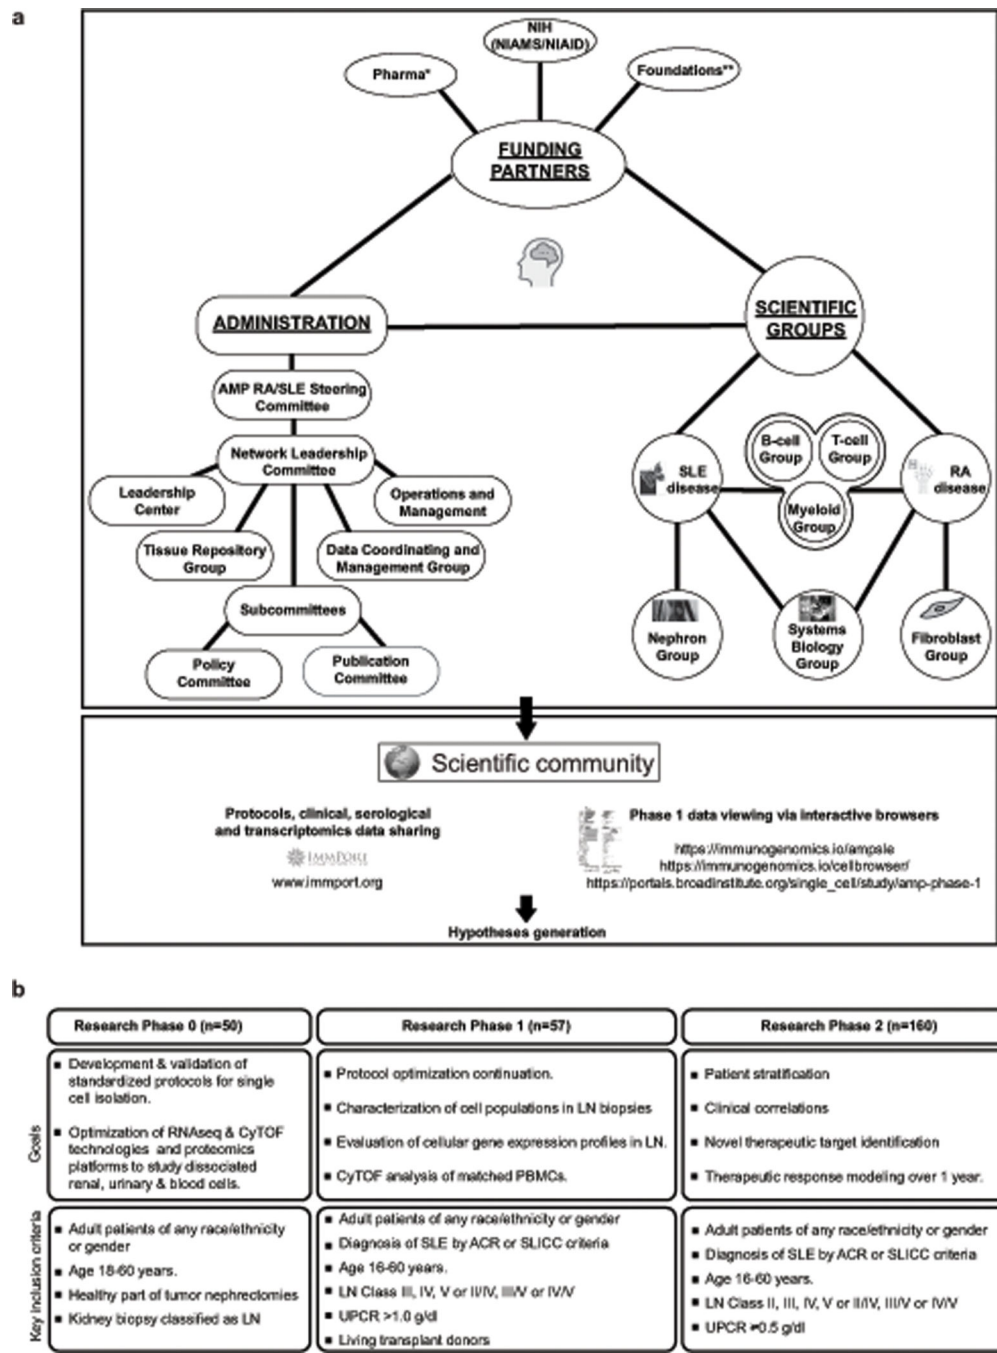 a
NIH
(NIAMS/NIAID)
Pharma*
Foundations**
FUNDING
PARTNERS
ADMINISTRATION
SCIENTIFIC
GROUPS
AMP RA/SLE Steering
Committee
Network Leadership
Committee
Leadership
Center
Operations and
Management
Tissue Repository
Group
Data Coordinating and
Management Group
Subcommittees
Policy
Committee
Publication
Committee
B-cell
Group
T-cell
Group
Myeloid
Group
SLE
disease
RA
disease
Nephron
Group
Systems
Biology
Group
Fibroblast
Group
Scientific community
Protocols, clinical, serological
and transcriptomics data sharing
IMMPORT
www.immport.org
Phase 1 data viewing via interactive browsers
https://immunogenomics.io/ampsle
https://immunogenomics.io/cellbrowser/
https://portals.broadinstitute.org/single_cell/study/amp-phase-1
Hypotheses generation
b
Research Phase 0 (n=50)
Research Phase 1 (n=57)
Research Phase 2 (n=160)
Goals
▪ Development & validation of
standardized protocols for single
cell isolation.
▪ Optimization of RNAseq & CyTOF
technologies and proteomics
platforms to study dissociated
renal, urinary & blood cells.
▪ Protocol optimization continuation.
▪ Characterization of cell populations in LN biopsies
▪ Evaluation of cellular gene expression profiles in LN.
▪ CyTOF analysis of matched PBMCs.
▪ Patient stratification
▪ Clinical correlations
▪ Novel therapeutic target identification
▪ Therapeutic response modeling over 1 year.
Key inclusion criteria
▪ Adult patients of any race/ethnicity
or gender
▪ Age 18-60 years.
▪ Healthy part of tumor nephrectomies
▪ Kidney biopsy classified as LN
▪ Adult patients of any race/ethnicity or gender
▪ Diagnosis of SLE by ACR or SLICC criteria
▪ Age 16-60 years.
▪ LN Class III, IV, V or II/IV, III/V or IV/V
▪ UPCR >1.0 g/dl
▪ Living transplant donors
▪ Adult patients of any race/ethnicity or gender
▪ Diagnosis of SLE by ACR or SLICC criteria
▪ Age 16-60 years.
▪ LN Class II, III, IV, V or II/IV, III/V or IV/V
▪ UPCR 0.5 g/dl